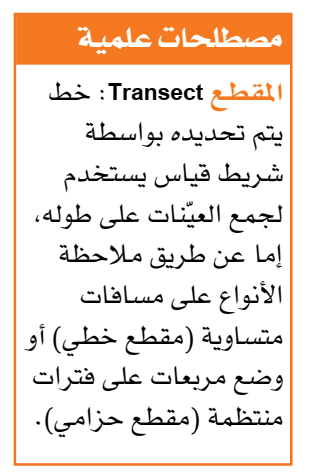 مصطلحات علمية
المقطع Transect: خط
يتم تحديده بواسطة
شريط قياس يستخدم
لجمع العيّنات على طوله،
إما عن طريق ملاحظة
الأنواع على مسافات
متساوية (مقطع خطي) أو
وضع مربعات على فترات
منتظمة (مقطع حزامي).